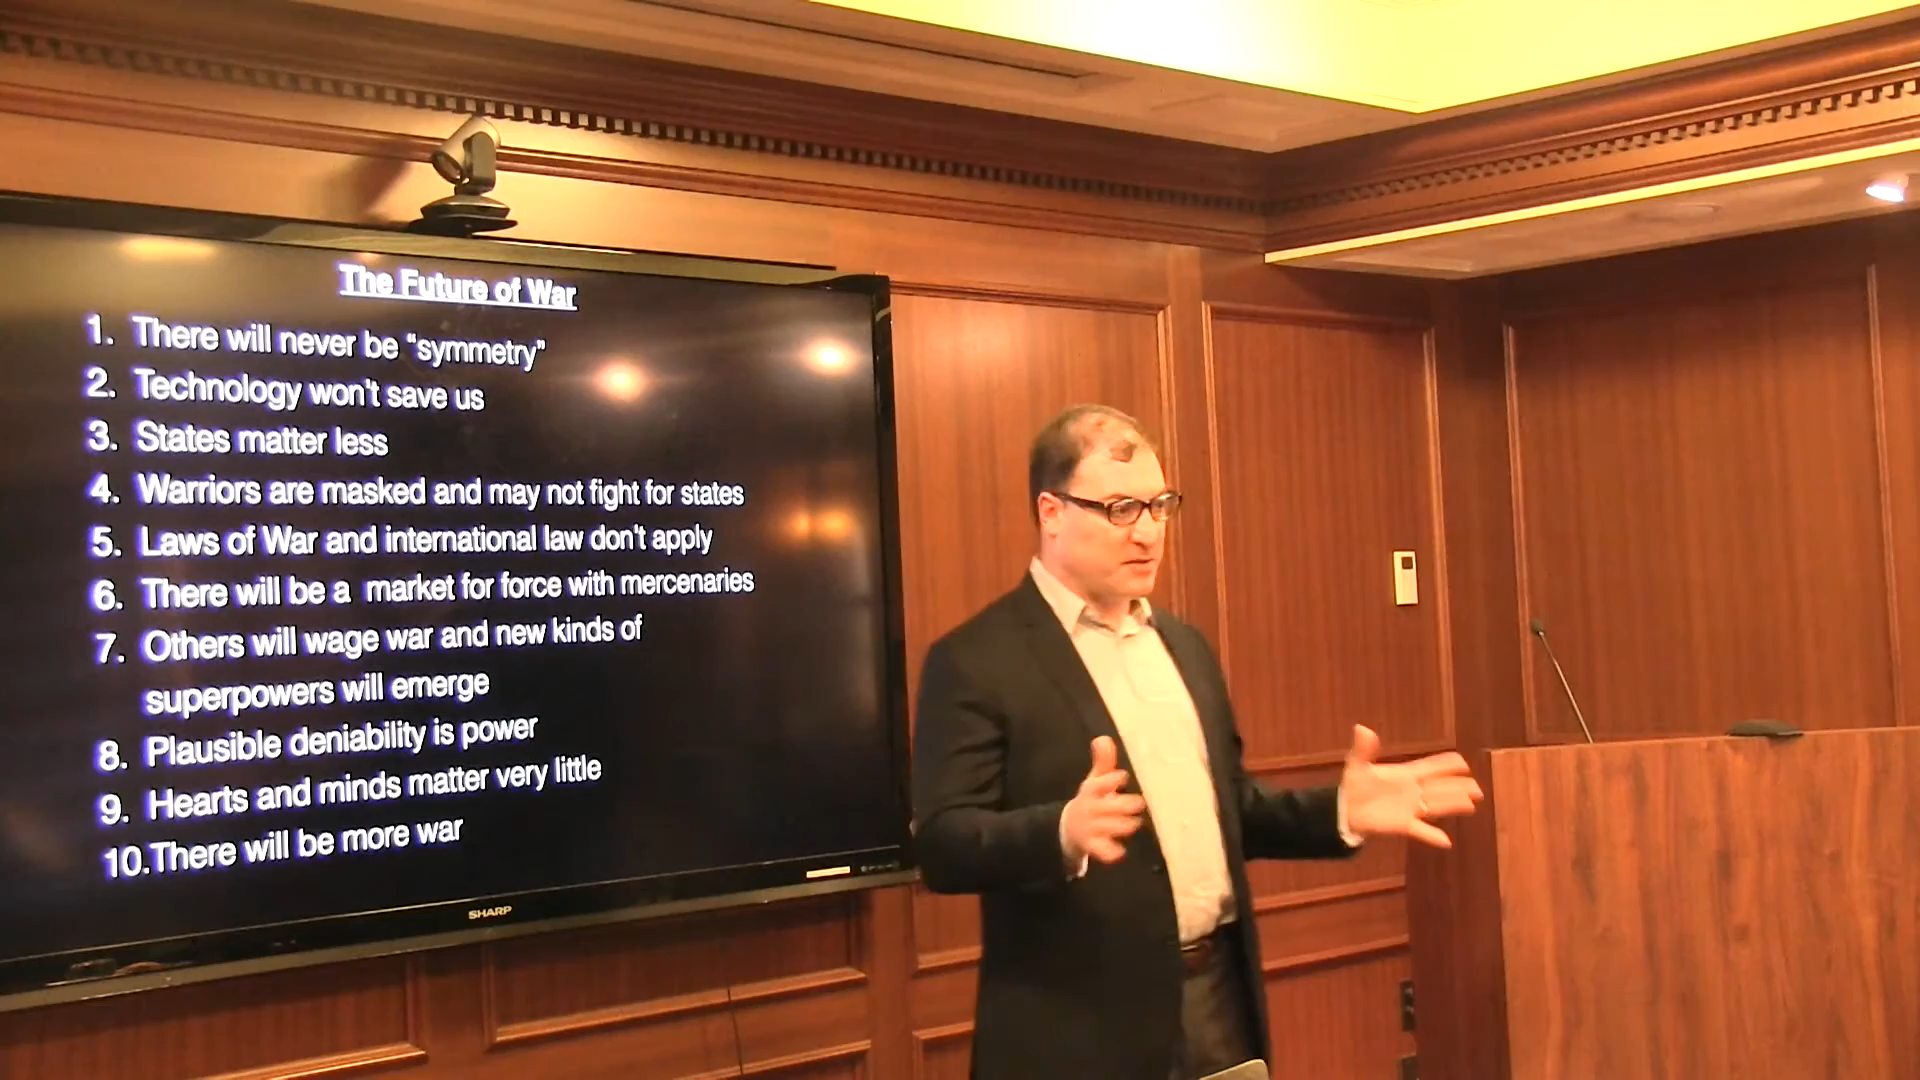 The Future of War
1. There will never be “symmetry”
2. Technology won't save us
3. States matter less
4. Warriors are masked and may not fight for states
5. Laws of War and international law don't apply
6. There will be a market for force with mercenaries
7. Others will wage war and new kinds of
superpowers will emerge
8. Plausible deniability is power
9. Hearts and minds matter very little
10.There will be more war
SHARP